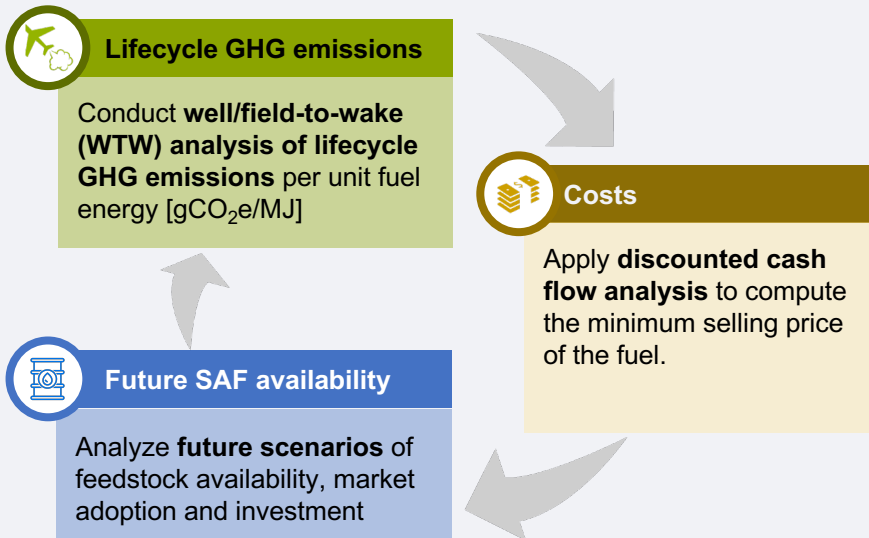 Lifecycle GHG emissions
Conduct well/field-to-wake
(WTW) analysis of lifecycle
GHG emissions per unit fuel
energy [gCO₂e/MJ]
Costs
Apply discounted cash
flow analysis to compute
the minimum selling price
of the fuel.
Future SAF availability
Analyze future scenarios of
feedstock availability, market
adoption and investment